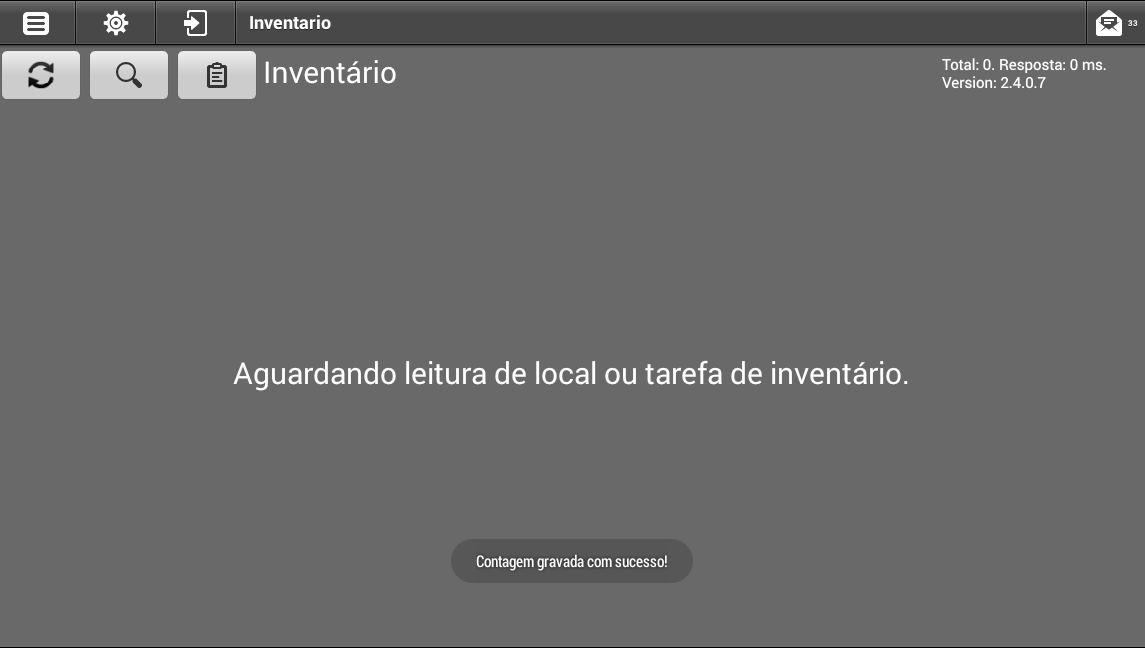 Inventario
33
Inventário
Total: 0. Resposta: 0 ms.
Version: 2.4.0.7
Aguardando leitura de local ou tarefa de inventário.
Contagem gravada com sucesso!